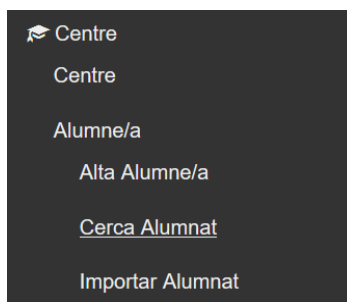 Centre
Centre
Alumne/a
Alta Alumne/a
Cerca Alumnat
Importar Alumnat